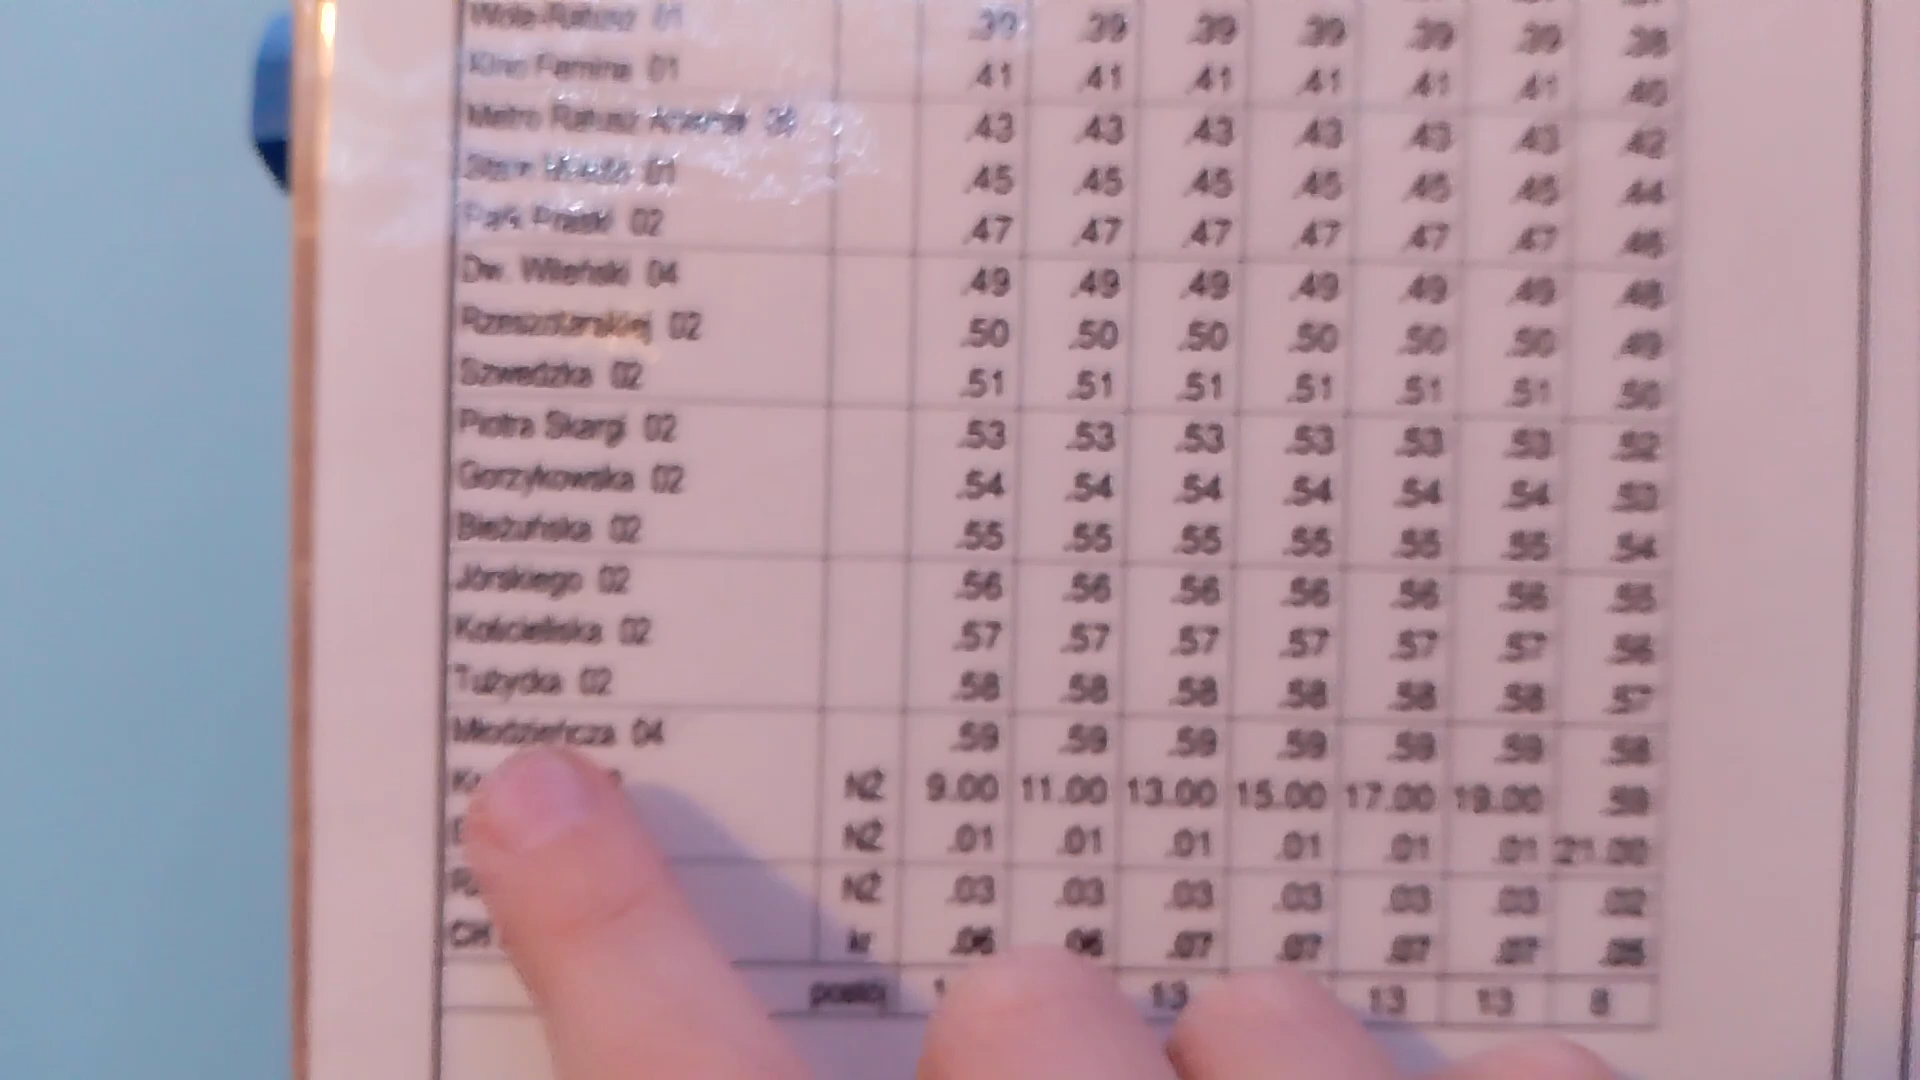 Wola-Ratusz 01 .39 .39 .39 .39 .39 .39 .38
Kino Femina 01 .41 .41 .41 .41 .41 .41 .40
Metro Ratusz Arsenał .43 .43 .43 .43 .43 .43 .42
Stare Miasto 01 .45 .45 .45 .45 .45 .45 .44
Park Praski 02 .47 .47 .47 .47 .47 .47 .46
Dw. Wileński 04 .49 .49 .49 .49 .49 .49 .48
Rzeszotarskiej 02 .50 .50 .50 .50 .50 .50 .49
Szwedzka 02 .51 .51 .51 .51 .51 .51 .50
Piotra Skargi 02 .53 .53 .53 .53 .53 .53 .52
Gorzykowska 02 .54 .54 .54 .54 .54 .54 .53
Bieżuńska 02 .55 .55 .55 .55 .55 .55 .54
Jórskiego 02 .56 .56 .56 .56 .56 .56 .55
Kościeliska 02 .57 .57 .57 .57 .57 .57 .56
Tużycka 02 .58 .58 .58 .58 .58 .58 .57
Młodzieńcza 04 .59 .59 .59 .59 .59 .59 .58
NŻ 9.00 11.00 13.00 15.00 17.00 19.00 .59
NŻ .01 .01 .01 .01 .01 .01 21.00
NŻ .03 .03 .03 .03 .03 .03 .02
CH kr .06 .06 .07 .07 .07 .07 .05
postój 13 13 13 8